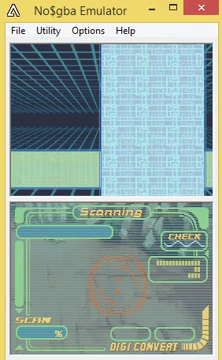 No$gba Emulator
File Utility Options Help
Scanning
CHECK
SCAN
%
DIGI CONVERT